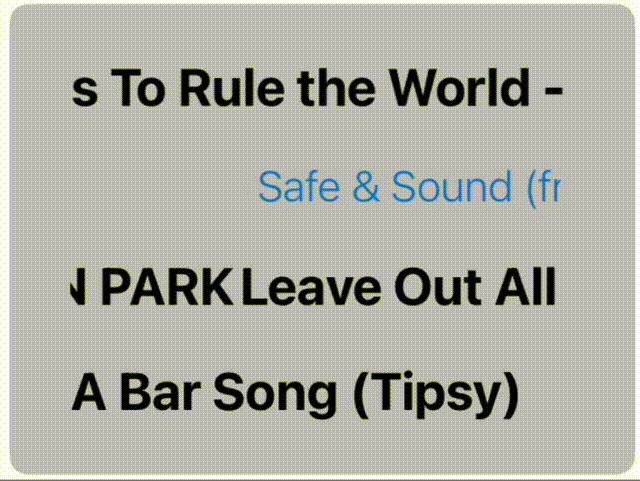 s To Rule the World -
Safe & Sound (fr
PARK Leave Out All
A Bar Song (Tipsy)